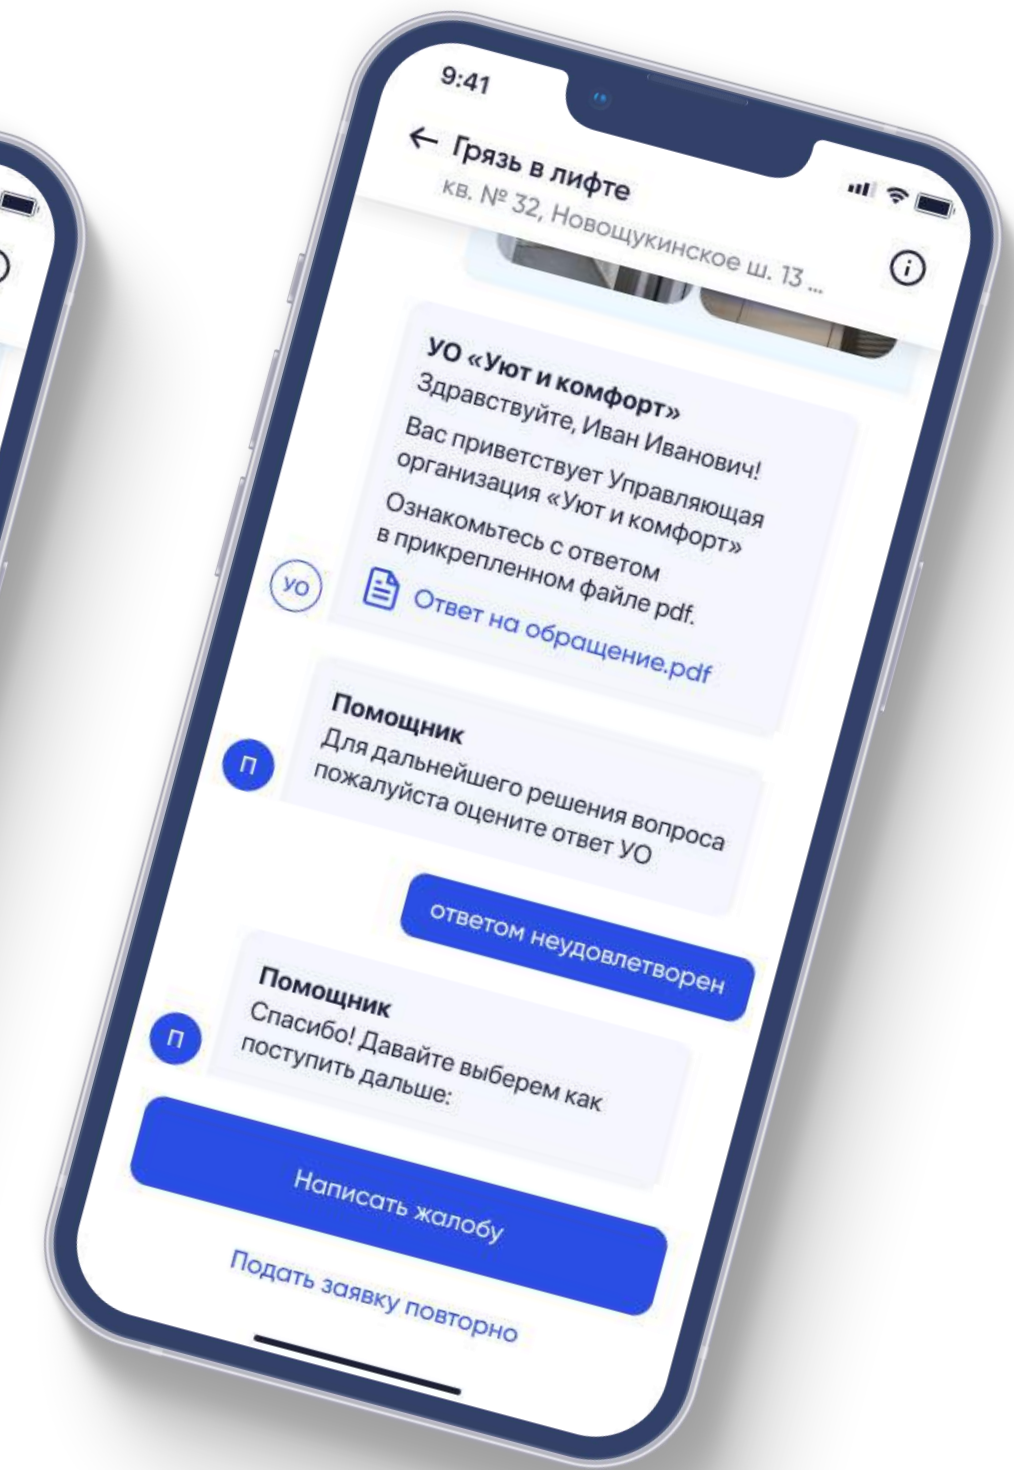 9:41
← Грязь в лифте
кв. № 32, Новощукинское ш. 13 ...
УО «Уют и комфорт»
Здравствуйте, Иван Иванович!
Вас приветствует Управляющая
организация «Уют и комфорт»
Ознакомьтесь с ответом
в прикрепленном файле pdf.
Ответ на обращение.pdf
УО
Помощник
Для дальнейшего решения вопроса
пожалуйста оцените ответ УО
П
ответом неудовлетворен
Помощник
Спасибо! Давайте выберем как
поступить дальше:
П
Написать жалобу
Подать заявку повторно